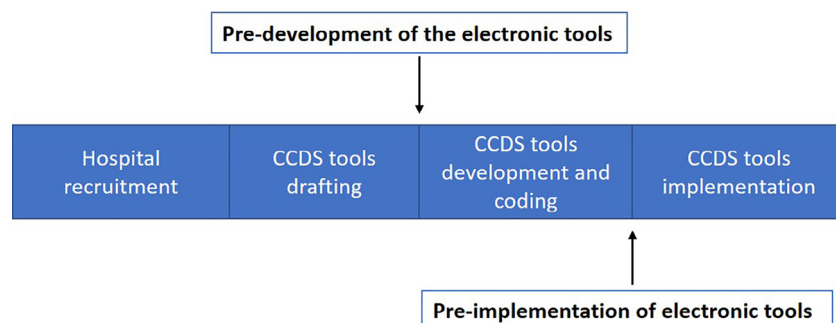 Pre-development of the electronic tools
Hospital
recruitment
CCDS tools
drafting
CCDS tools
development and
coding
CCDS tools
implementation
Pre-implementation of electronic tools